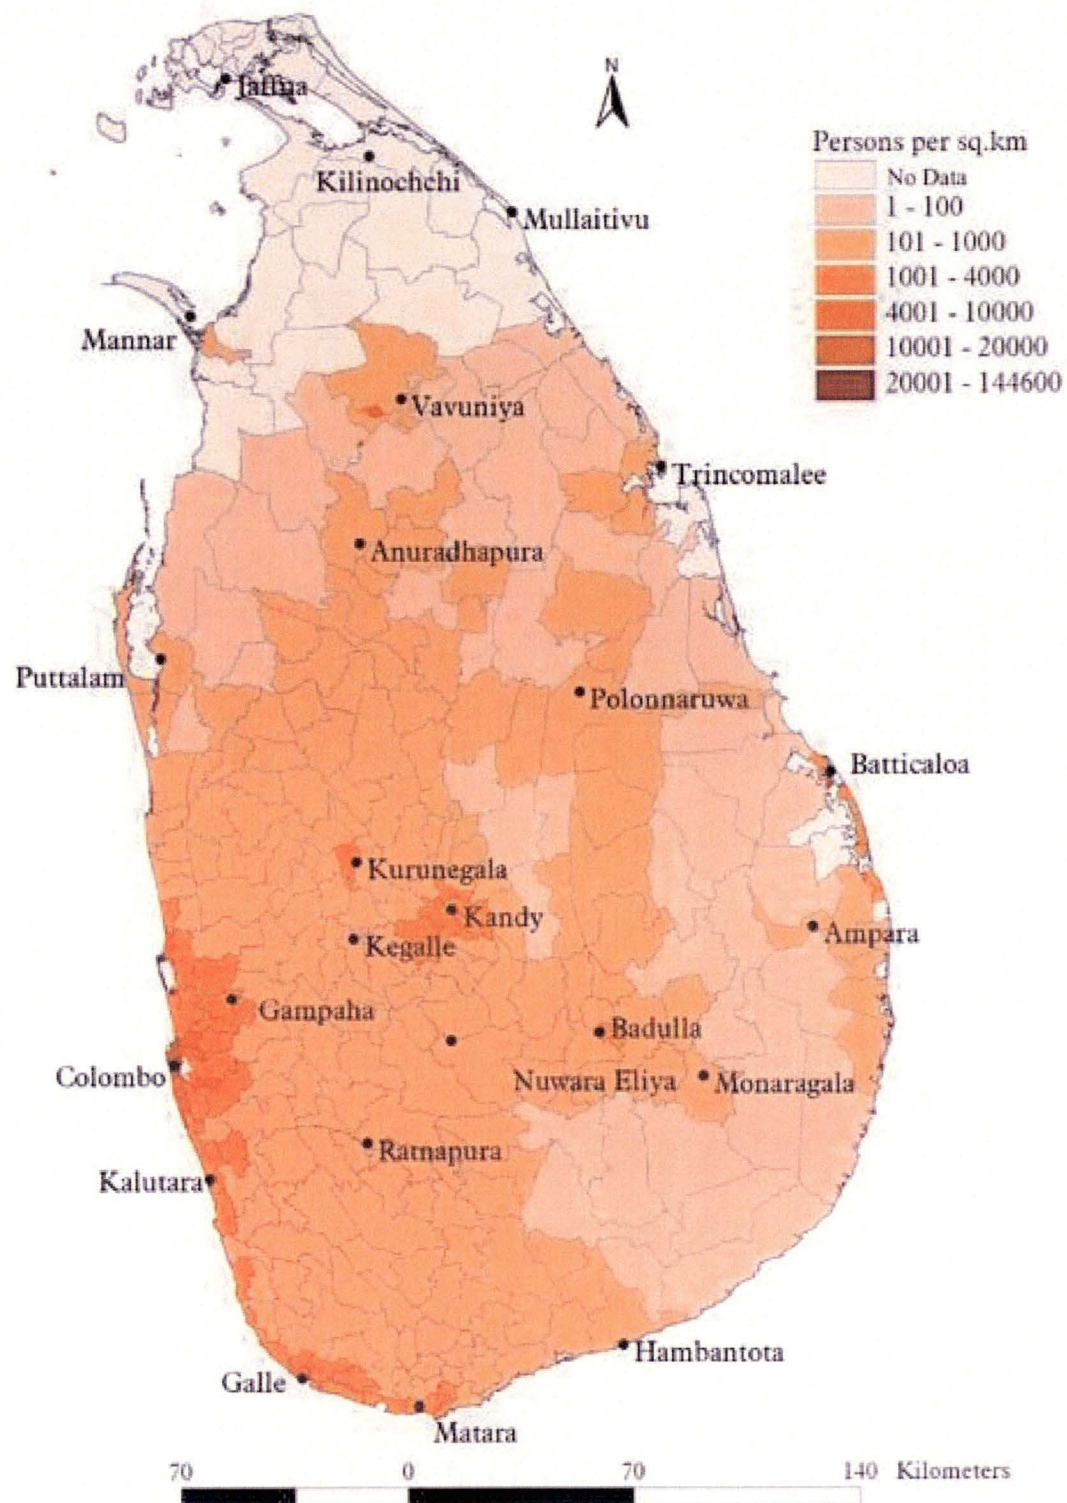 N
Jaffna
Persons per sq.km
No Data
1 - 100
101 - 1000
1001 - 4000
4001 - 10000
10001 - 20000
20001 - 144600
Kilinochchi
Mullaitivu
Mannar
Vavuniya
Trincomalee
Anuradhapura
Puttalam
Polonnaruwa
Batticaloa
Kurunegala
Kandy
Kegalle
Ampara
Gampaha
Badulla
Colombo
Nuwara Eliya
Monaragala
Ratnapura
Kalutara
Hambantota
Galle
Matara
70 0 70 140 Kilometers